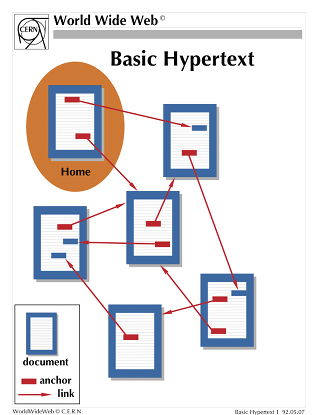 CERN
World Wide Web©
Basic Hypertext
Home
document
anchor
link
WorldWideWeb © C.E.R.N.
Basic Hypertext 1 92.05.07